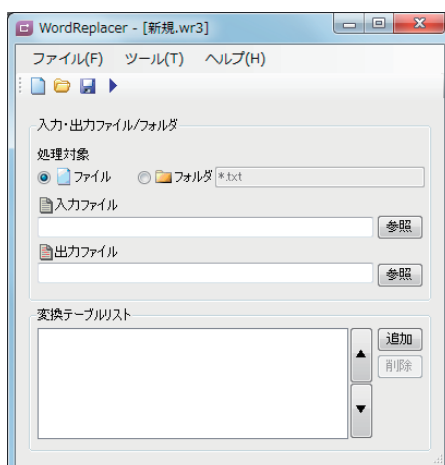 WordReplacer - [新規.wr3]
ファイル(F) ツール(T) ヘルプ(H)
入力・出力ファイル/フォルダ
処理対象
ファイル フォルダ *.txt
入力ファイル
参照
出力ファイル
参照
変換テーブルリスト
追加
▲
削除
▼